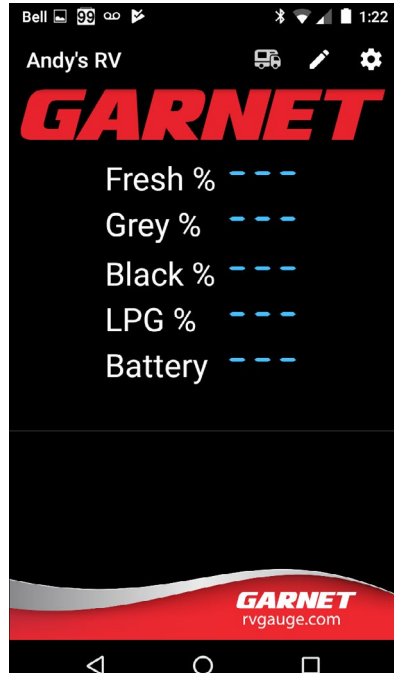 Bell 99 1:22
Andy's RV
GARNET
Fresh % ---
Grey % ---
Black % ---
LPG % ---
Battery ---
GARNET
rvgauge.com